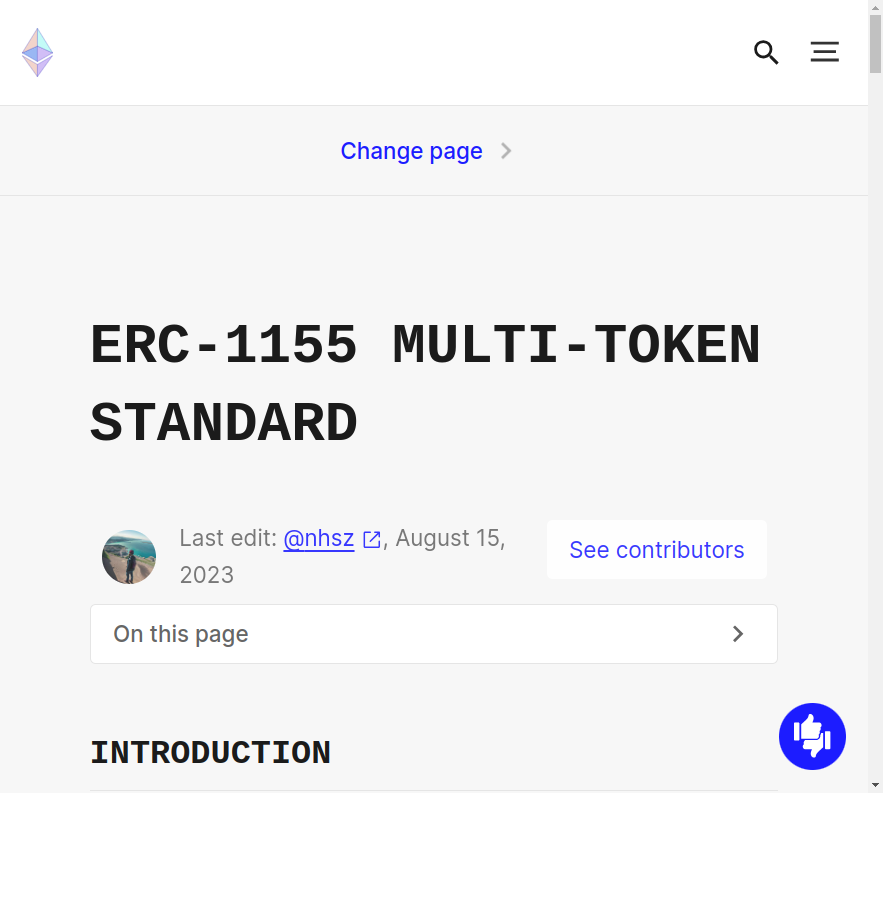 Change page
ERC-1155 MULTI-TOKEN
STANDARD
Last edit: @nhsz, August 15,
2023
See contributors
On this page
INTRODUCTION